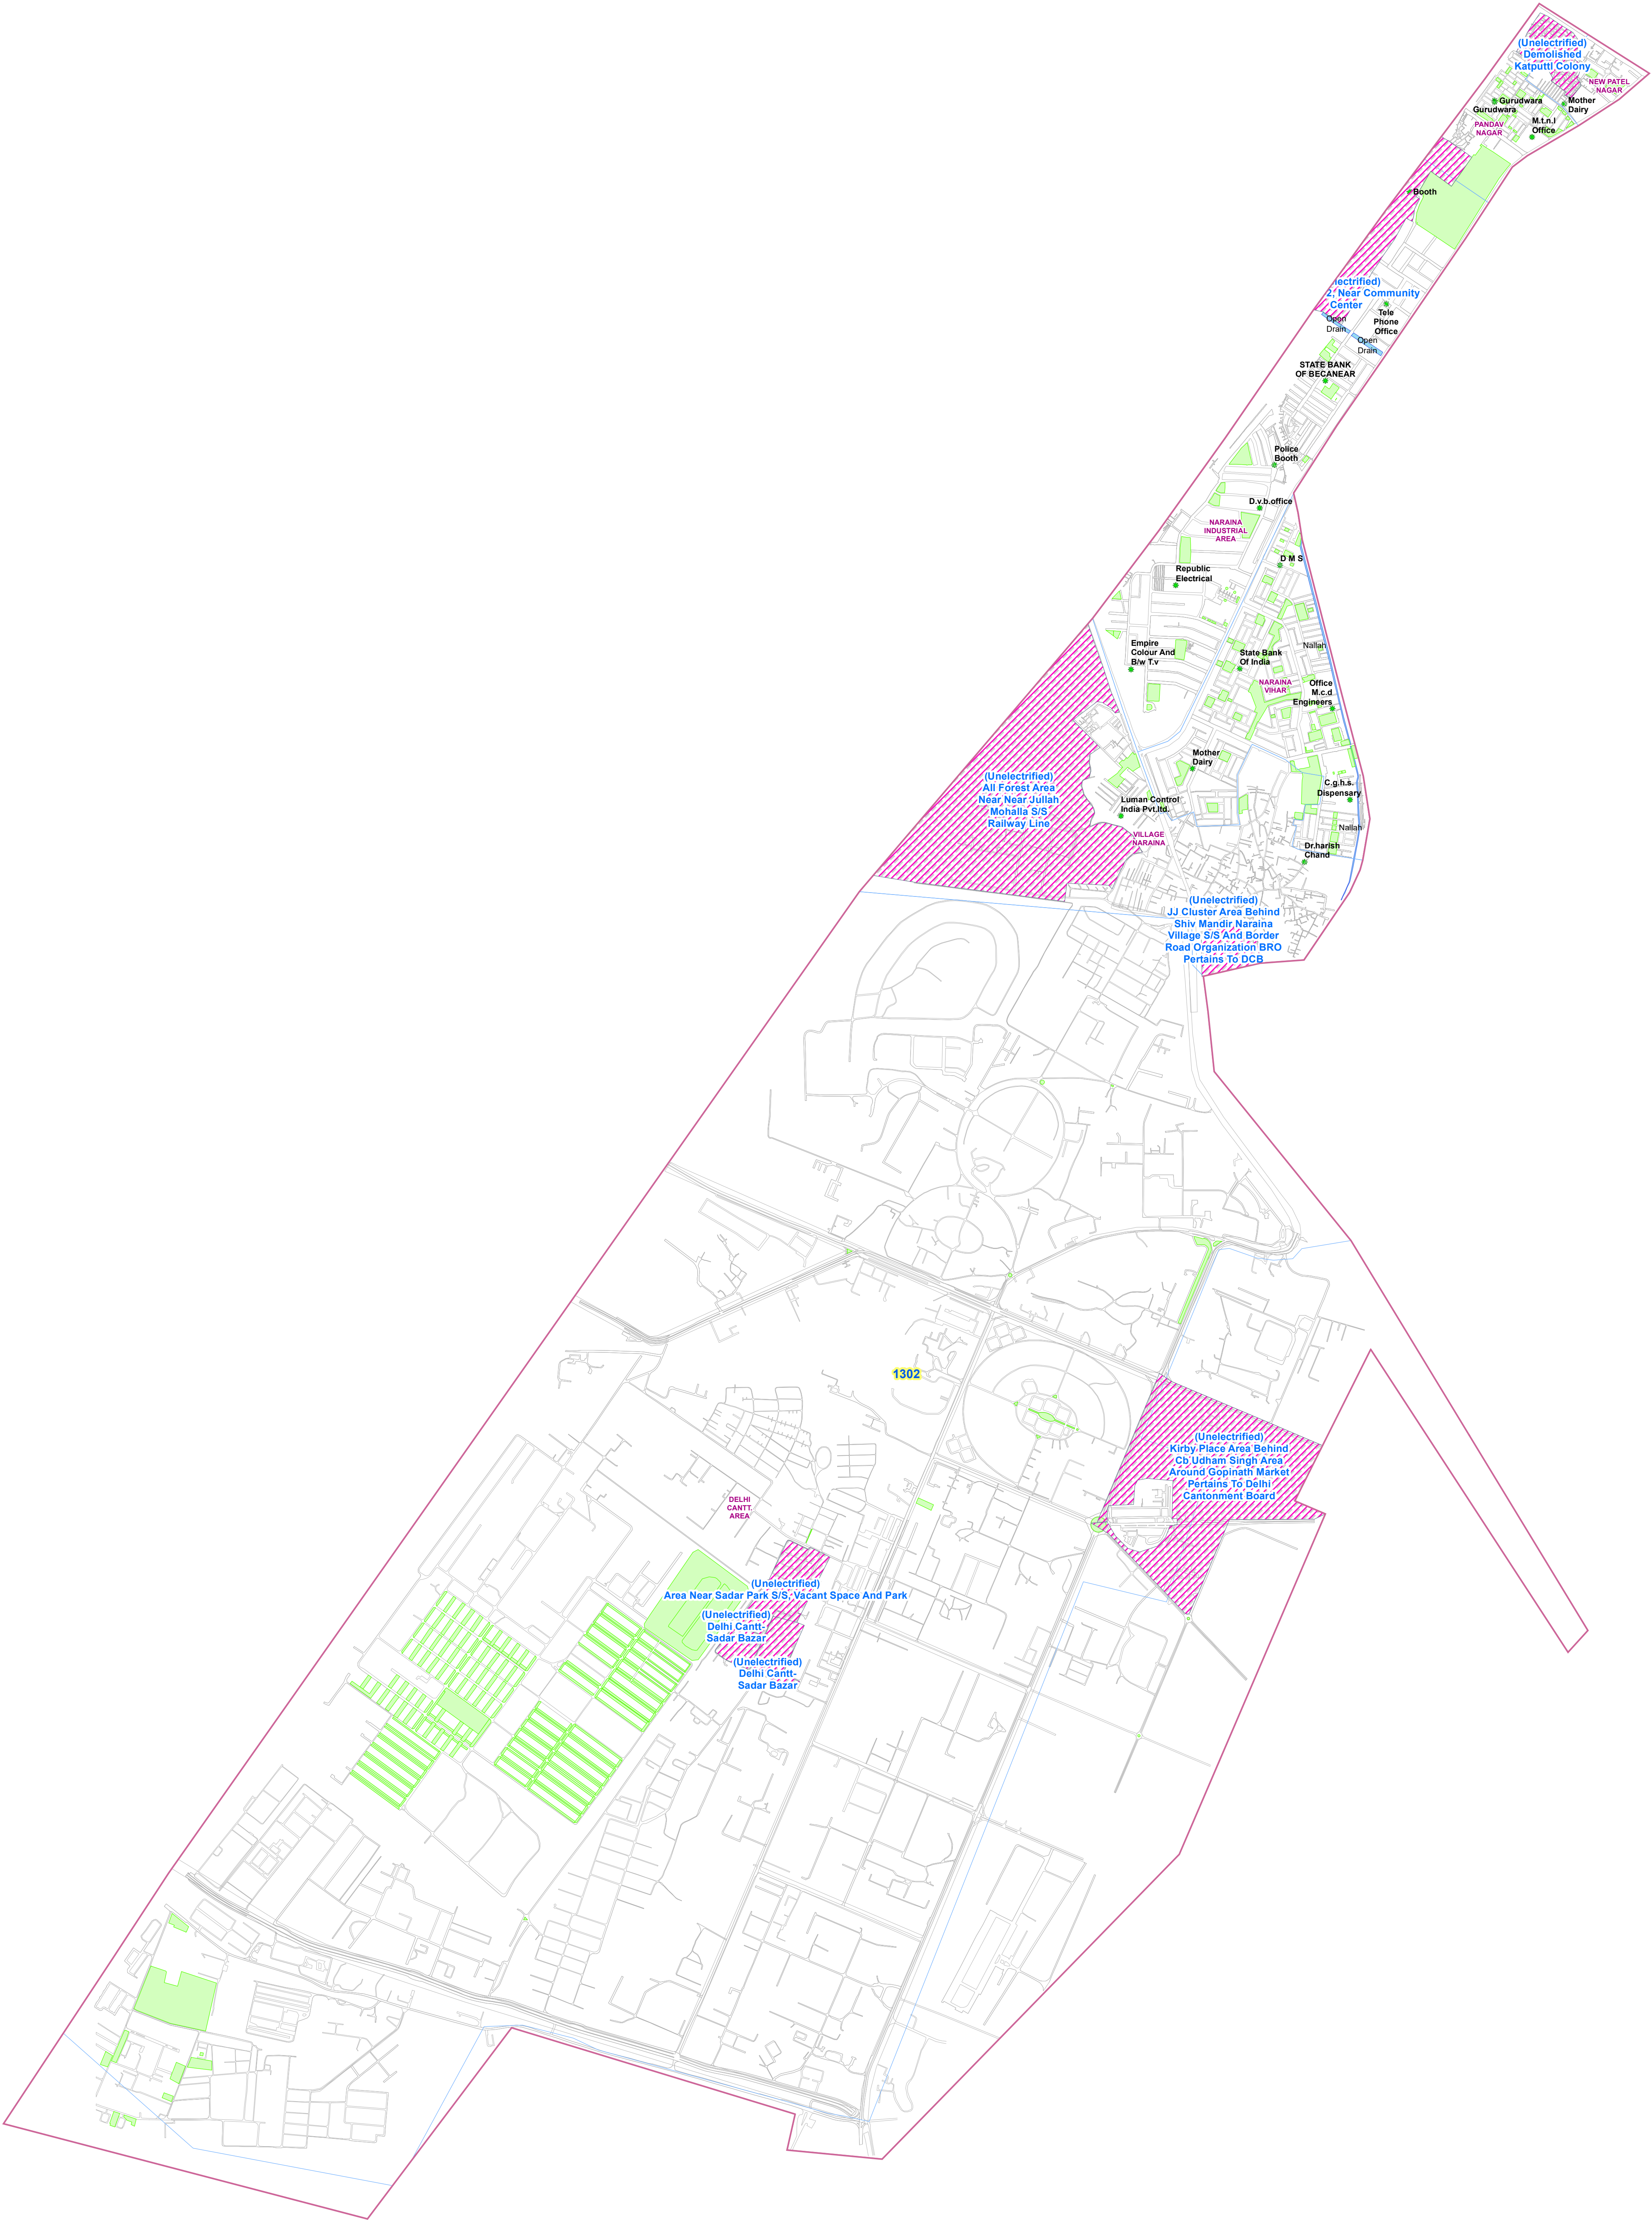 (Unelectrified)
Demolished
Katputtl Colony
NEW PATEL
NAGAR
Gurudwara
Gurudwara
Mother
Dairy
M.t.n.l
Office
PANDAV
NAGAR
Booth
lectrified)
2, Near Community
Center
Tele
Phone
Office
Open
Drain
Open
Drain
STATE BANK
OF BECANEAR
Police
Booth
D.v.b.office
NARAINA
INDUSTRIAL
AREA
D M S
Republic
Electrical
Empire
Colour And
B/w T.v
State Bank
Of India
Nallah
NARAINA
VIHAR
Office
M.c.d
Engineers
Mother
Dairy
(Unelectrified)
All Forest Area
Near Near Jullah
Mohalla S/S
Railway Line
C.g.h.s.
Dispensary
Luman Control
India Pvt.ltd.
Nallah
VILLAGE
NARAINA
Dr.harish
Chand
(Unelectrified)
JJ Cluster Area Behind
Shiv Mandir Naraina
Village S/S And Border
Road Organization BRO
Pertains To DCB
1302
(Unelectrified)
Kirby Place Area Behind
Cb Udham Singh Area
Around Gopinath Market
Pertains To Delhi
Cantonment Board
DELHI
CANTT.
AREA
(Unelectrified)
Area Near Sadar Park S/S, Vacant Space And Park
(Unelectrified)
Delhi Cantt-
Sadar Bazar
(Unelectrified)
Delhi Cantt-
Sadar Bazar